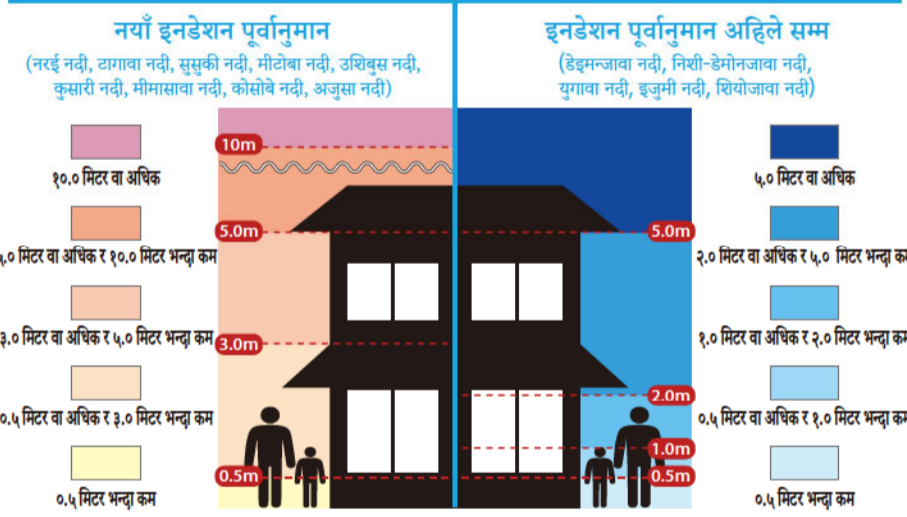 नयाँ इनडेशन पूर्वानुमान
(नरई नदी, टागावा नदी, सुसुकी नदी, मीटोबा नदी, उशिबुस नदी,
कुसारी नदी, मीमासावा नदी, कोसोबे नदी, अजुसा नदी)
१०.० मिटर वा अधिक
५.० मिटर वा अधिक र १०.० मिटर भन्दा कम
३.० मिटर वा अधिक र ५.० मिटर भन्दा कम
०.५ मिटर वा अधिक र ३.० मिटर भन्दा कम
०.५ मिटर भन्दा कम
10m
5.0m
3.0m
0.5m
इनडेशन पूर्वानुमान अहिले सम्म
(डेइमन्जावा नदी, निशी-डेमोनजावा नदी,
युगावा नदी, इजुमी नदी, शियोजावा नदी)
5.0m
2.0m
1.0m
0.5m
५.० मिटर वा अधिक
२.० मिटर वा अधिक र ५.० मिटर भन्दा कम
१.० मिटर वा अधिक र २.० मिटर भन्दा कम
०.५ मिटर वा अधिक र १.० मिटर भन्दा कम
०.५ मिटर भन्दा कम